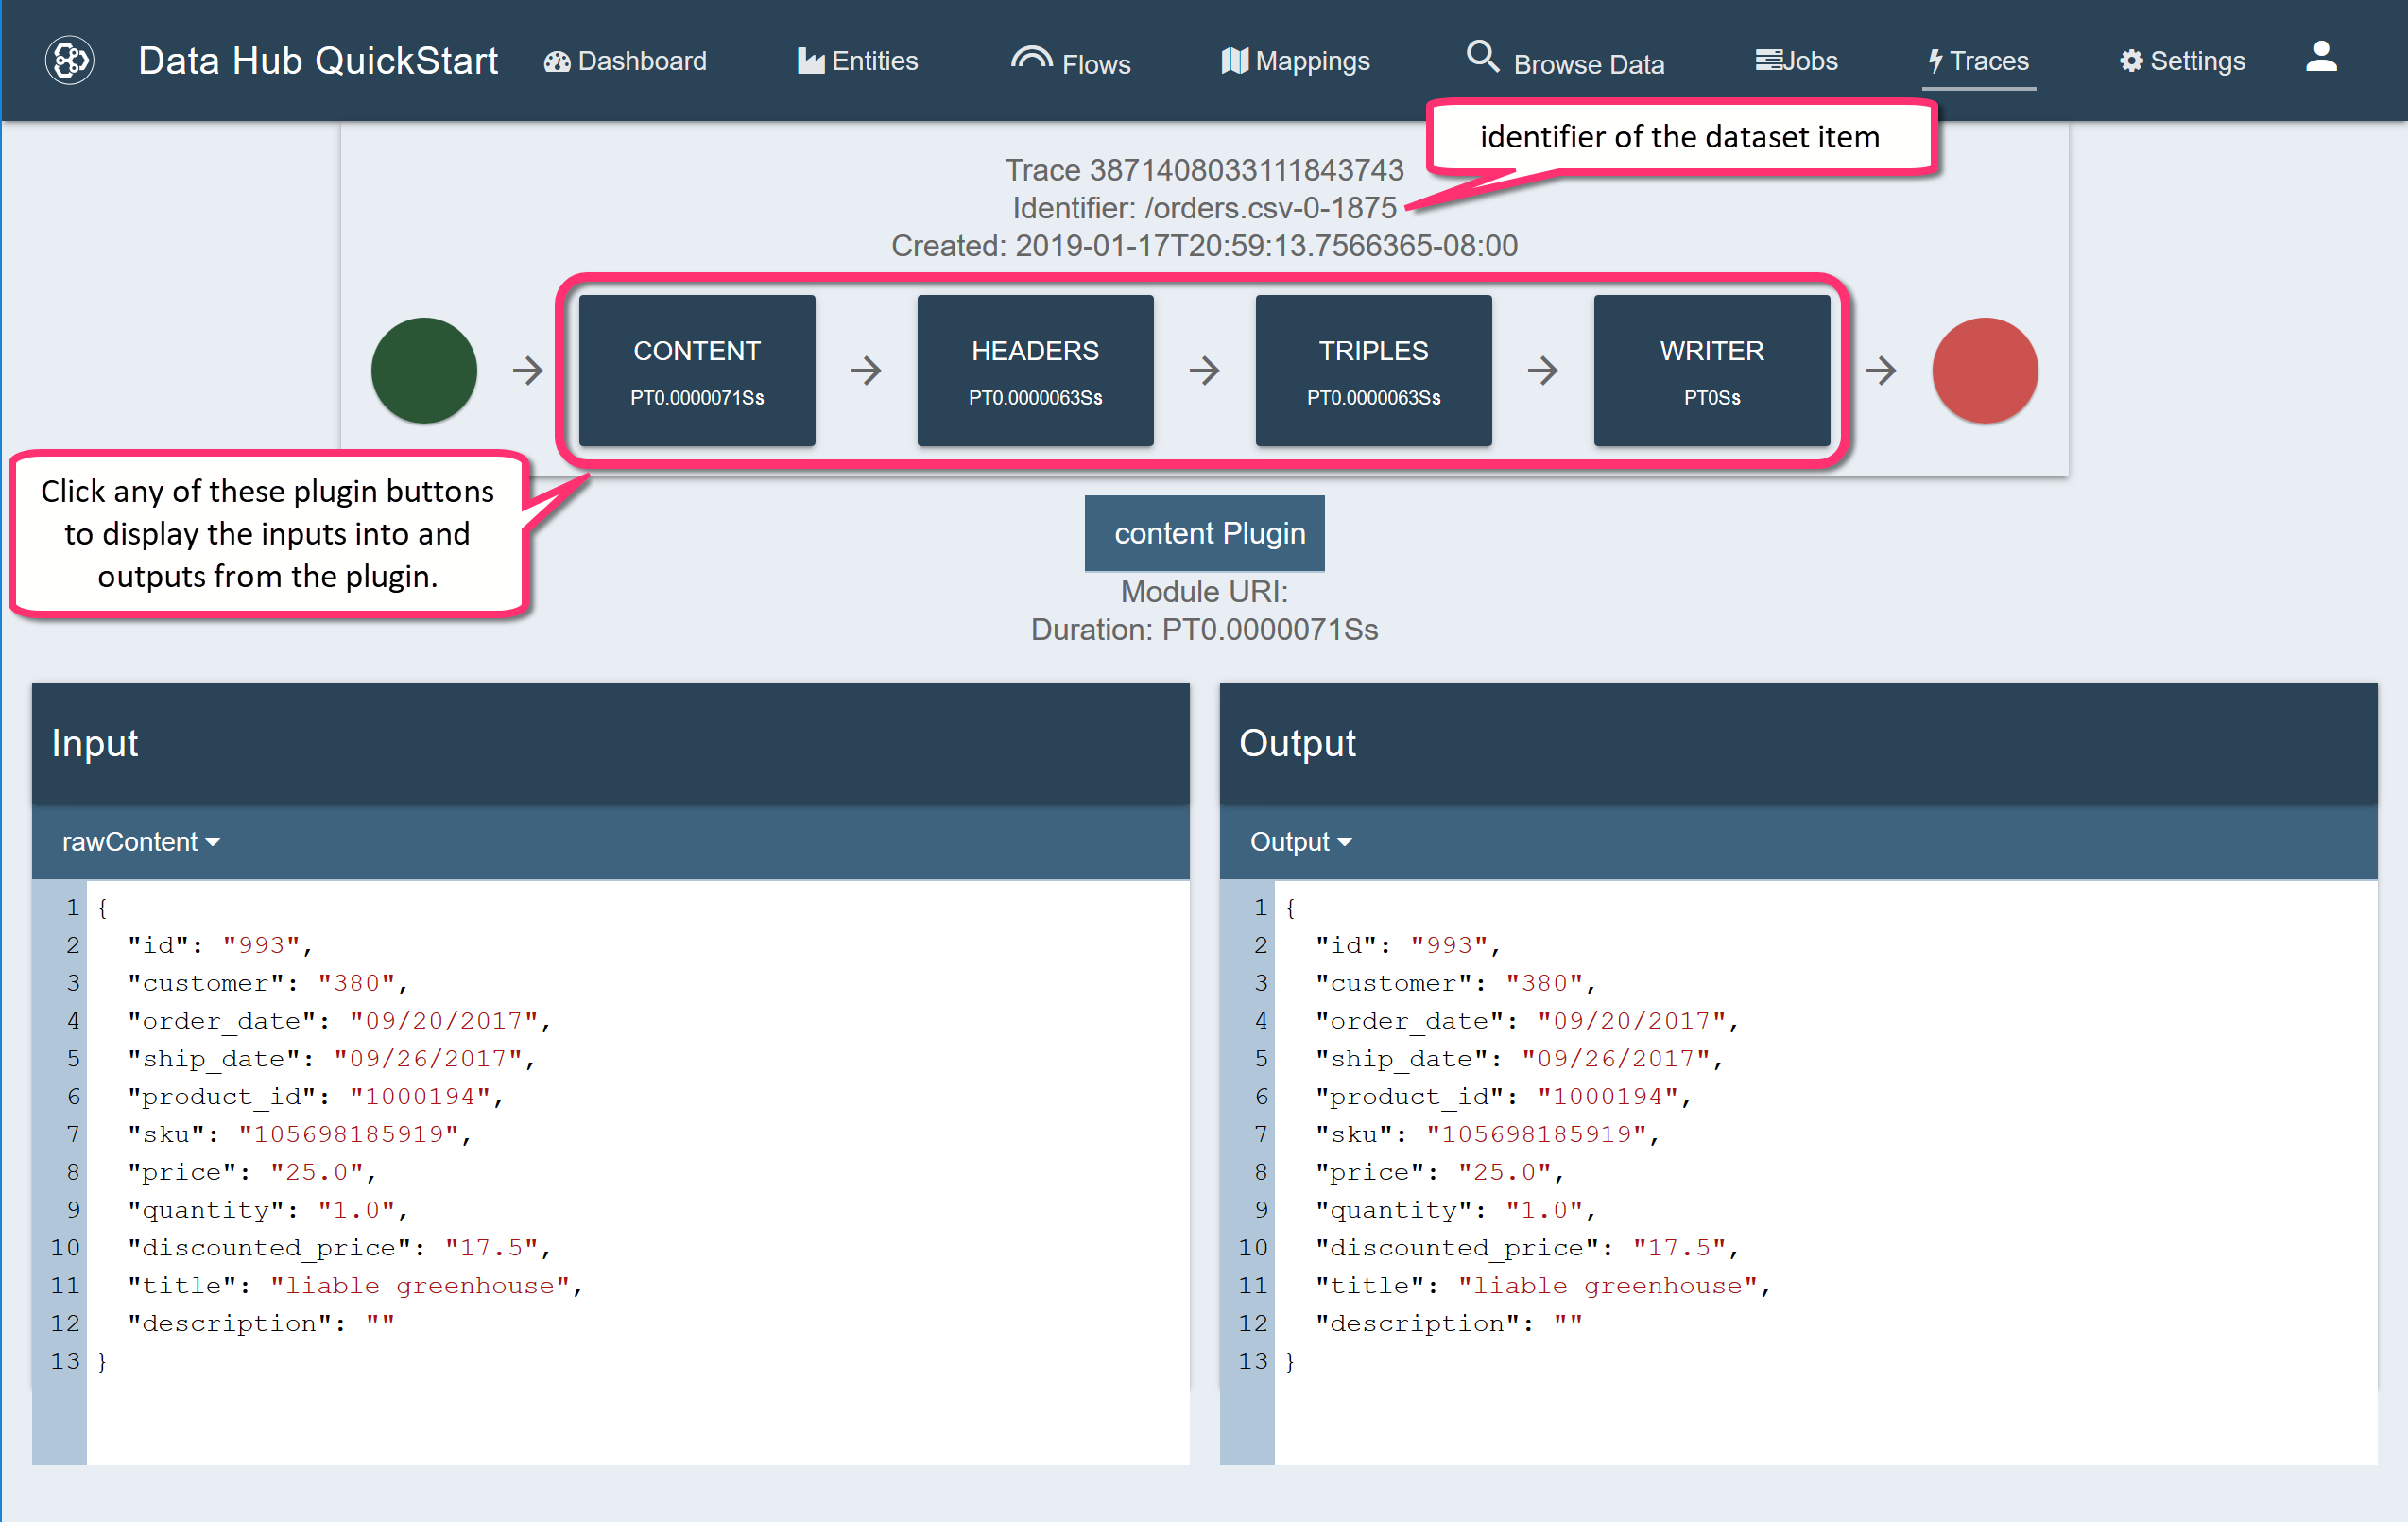 Data Hub QuickStart Dashboard Entities Flows Mappings Browse Data Jobs Traces Settings
identifier of the dataset item
Trace 3871408033111843743
Identifier: /orders.csv-0-1875
Created: 2019-01-17T20:59:13.7566365-08:00
CONTENT HEADERS TRIPLES WRITER
PT0.0000071Ss PT0.0000063Ss PT0.0000063Ss PT0Ss
Click any of these plugin buttons
to display the inputs into and
outputs from the plugin.
content Plugin
Module URI:
Duration: PT0.0000071Ss
Input
rawContent
1 {
2 "id": "993",
3 "customer": "380",
4 "order_date": "09/20/2017",
5 "ship_date": "09/26/2017",
6 "product_id": "1000194",
7 "sku": "105698185919",
8 "price": "25.0",
9 "quantity": "1.0",
10 "discounted_price": "17.5",
11 "title": "liable greenhouse",
12 "description": ""
13 }
Output
Output
1 {
2 "id": "993",
3 "customer": "380",
4 "order_date": "09/20/2017",
5 "ship_date": "09/26/2017",
6 "product_id": "1000194",
7 "sku": "105698185919",
8 "price": "25.0",
9 "quantity": "1.0",
10 "discounted_price": "17.5",
11 "title": "liable greenhouse",
12 "description": ""
13 }